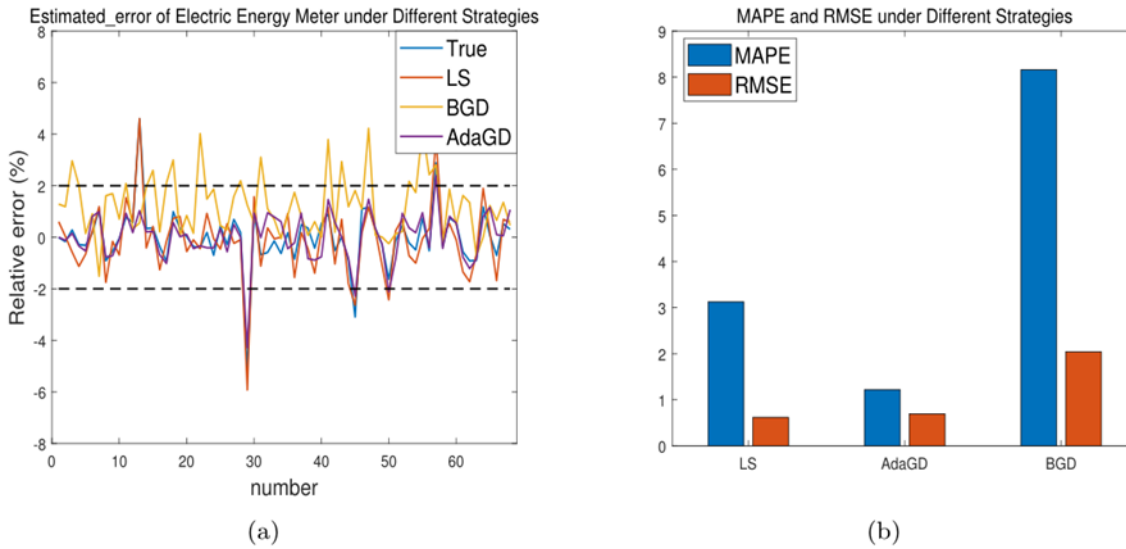 Estimated_error of Electric Energy Meter under Different Strategies
8
6
4
2
0
-2
-4
-6
-8
Relative error (%)
0
10
20
30
40
50
60
number
True
LS
BGD
AdaGD
(a)
MAPE and RMSE under Different Strategies
9
8
7
6
5
4
3
2
1
0
MAPE
RMSE
LS
AdaGD
BGD
(b)